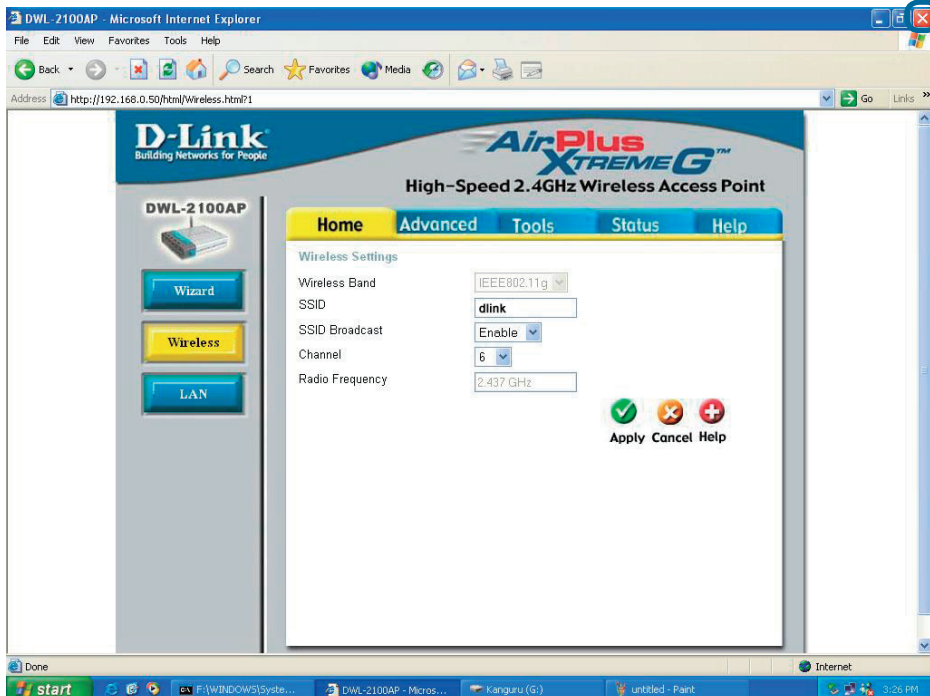 DWL-2100AP - Microsoft Internet Explorer
File Edit View Favorites Tools Help
Back Search Favorites Media
Address http://192.168.0.50/html/Wireless.html?1 Go Links »
D-Link
Building Networks for People
AirPlus
XTREME G™
High-Speed 2.4GHz Wireless Access Point
DWL-2100AP
Home Advanced Tools Status Help
Wizard
Wireless
LAN
Wireless Settings
Wireless Band IEEE802.11g
SSID dlink
SSID Broadcast Enable
Channel 6
Radio Frequency 2.437 GHz
Apply Cancel Help
Done Internet
start F:\WINDOWS\Syste... DWL-2100AP - Micros... Kanguru (G:) untitled - Paint 3:26 PM